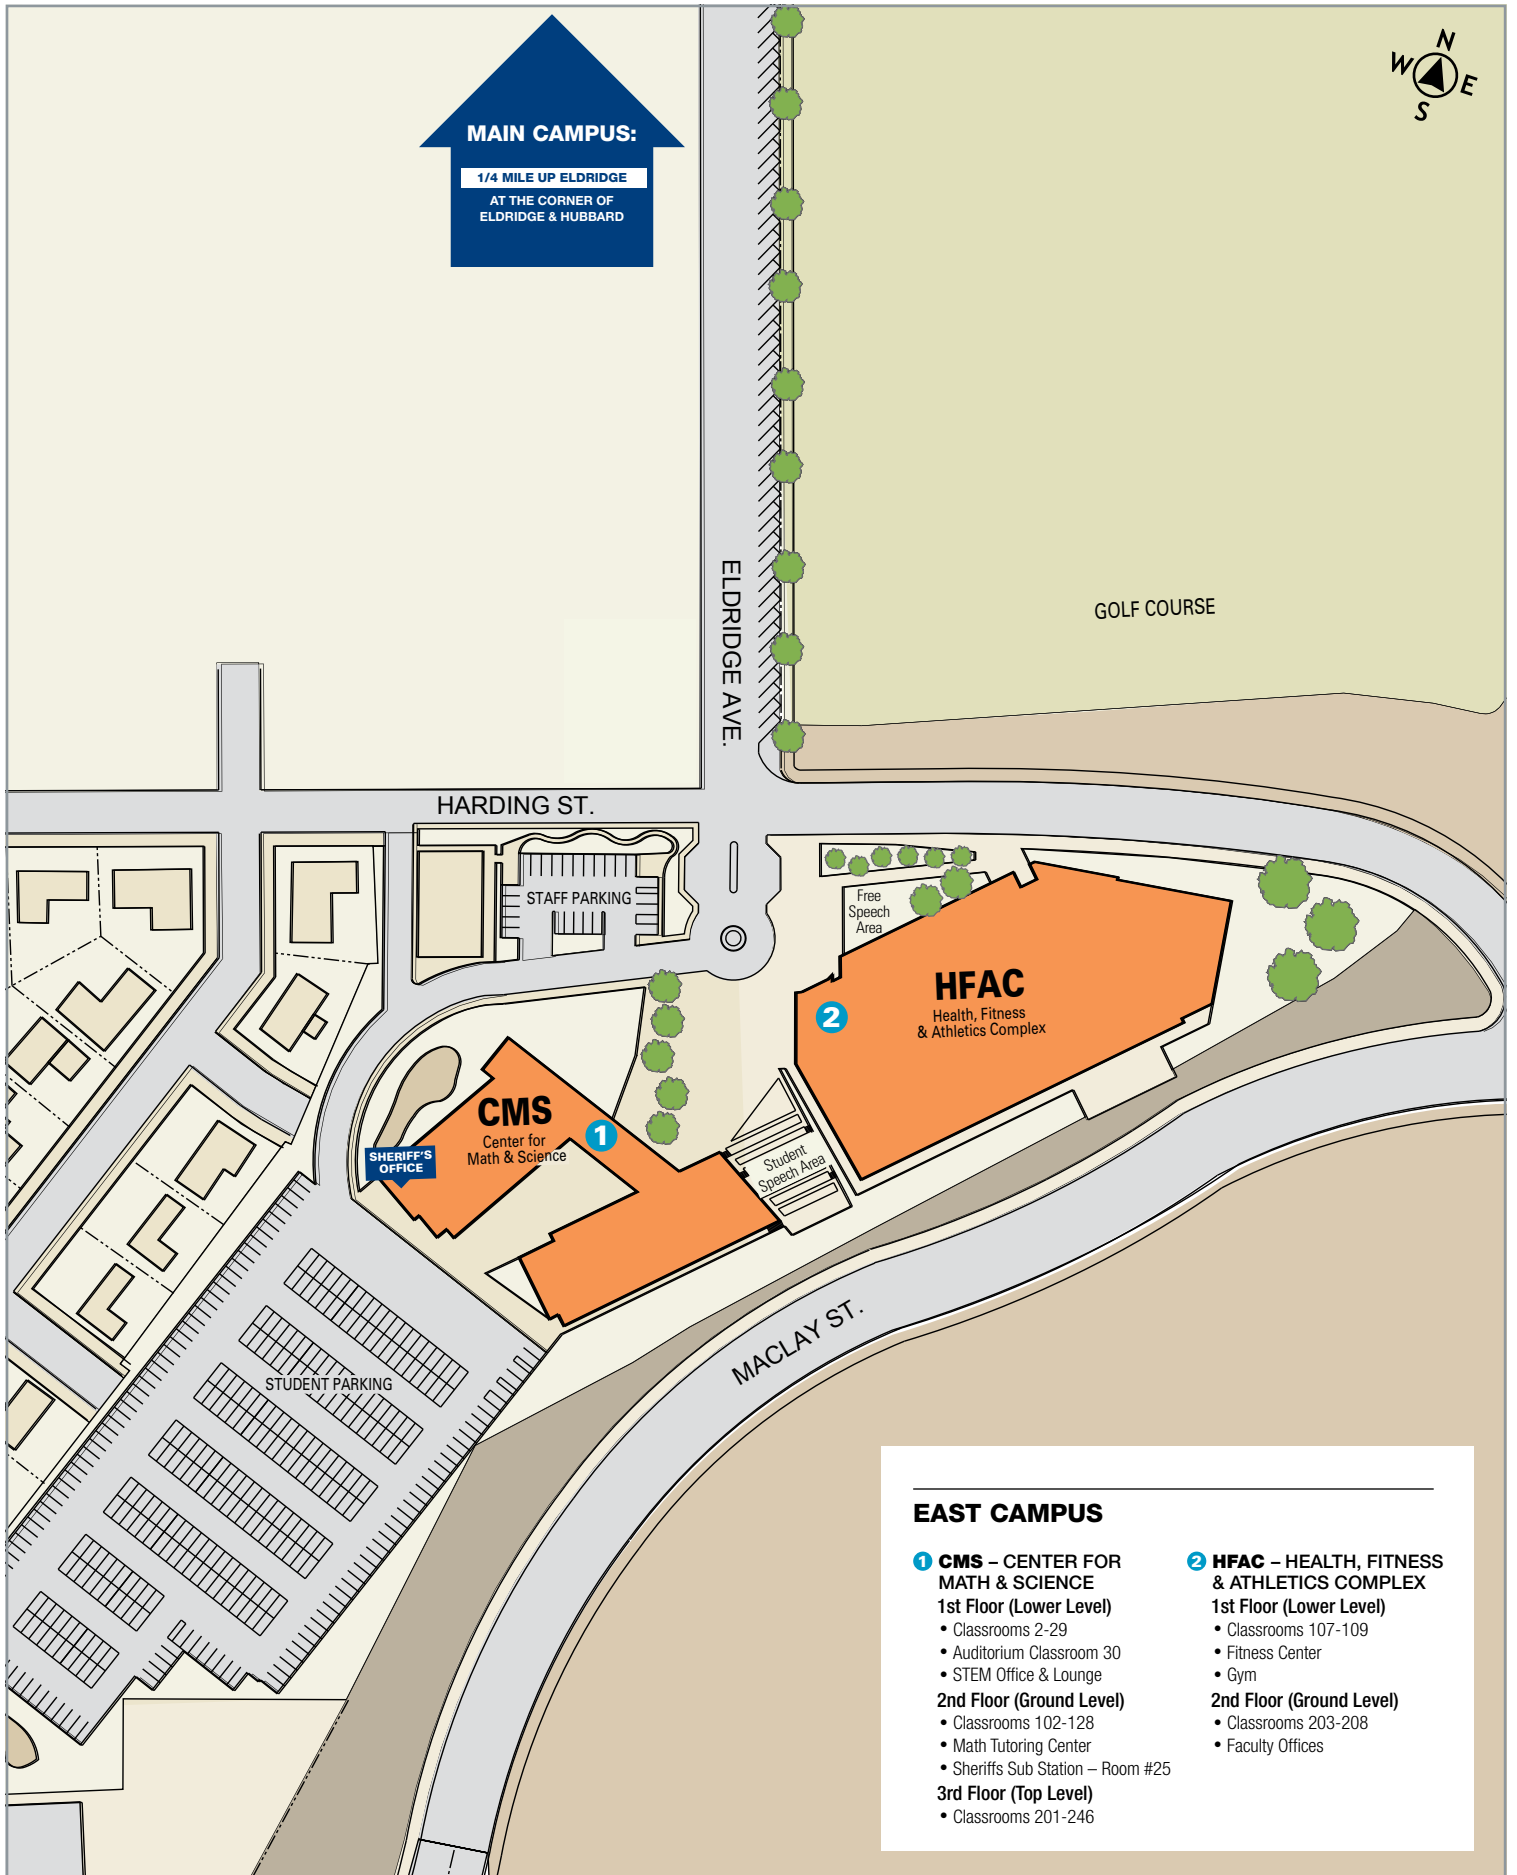 N
W
E
S
MAIN CAMPUS:
1/4 MILE UP ELDRIDGE
AT THE CORNER OF
ELDRIDGE & HUBBARD
ELDRIDGE AVE.
GOLF COURSE
HARDING ST.
STAFF PARKING
Free
Speech
Area
HFAC
Health, Fitness
& Athletics Complex
2
CMS
Center for
Math & Science
1
SHERIFF'S
OFFICE
Student
Speech Area
STUDENT PARKING
MACLAY ST.
EAST CAMPUS
1 CMS – CENTER FOR
MATH & SCIENCE
1st Floor (Lower Level)
• Classrooms 2-29
• Auditorium Classroom 30
• STEM Office & Lounge
2nd Floor (Ground Level)
• Classrooms 102-128
• Math Tutoring Center
• Sheriffs Sub Station – Room #25
3rd Floor (Top Level)
• Classrooms 201-246
2 HFAC – HEALTH, FITNESS
& ATHLETICS COMPLEX
1st Floor (Lower Level)
• Classrooms 107-109
• Fitness Center
• Gym
2nd Floor (Ground Level)
• Classrooms 203-208
• Faculty Offices